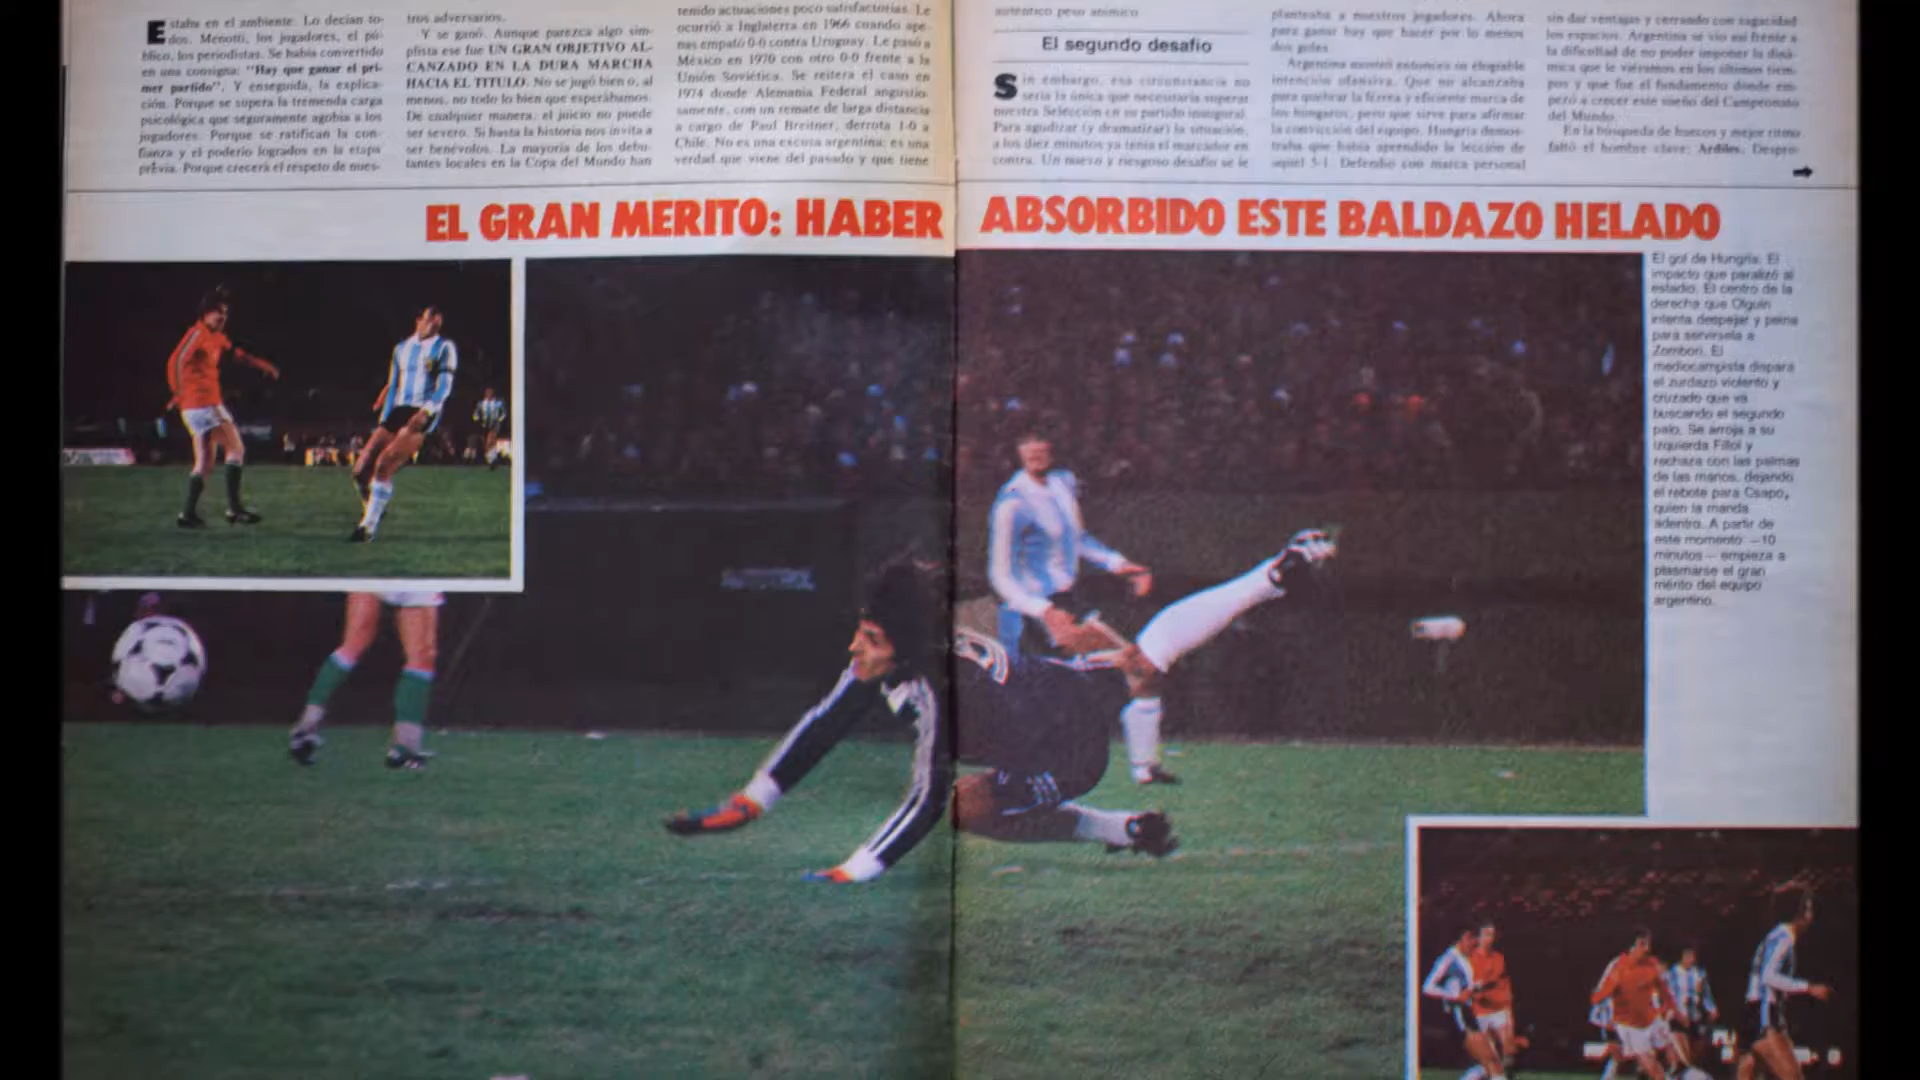 Estaba en el ambiente. Lo decían to-
dos. Menotti, los jugadores, el pú-
blico, los periodistas. Se había convertido
en una consigna: "Hay que ganar el pri-
mer partido". Y enseguida, la explica-
ción. Porque se supera la tremenda carga
psicológica que seguramente agobia a los
jugadores. Porque se ratifican la con-
fianza y el poderío logrados en la etapa
previa. Porque crecerá el respeto de nues-
tros adversarios.
Y se ganó. Aunque parezca algo sim-
plista ese fue UN GRAN OBJETIVO AL-
CANZADO EN LA DURA MARCHA
HACIA EL TITULO. No se jugó bien o, al
menos, no todo lo bien que esperábamos.
De cualquier manera, el juicio no puede
ser severo. Si hasta la historia nos invita a
ser benévolos. La mayoría de los debu-
tantes locales en la Copa del Mundo han
tenido actuaciones poco satisfactorias. Le
ocurrió a Inglaterra en 1966 cuando ape-
nas empató 0-0 contra Uruguay. Le pasó a
México en 1970 con otro 0-0 frente a la
Unión Soviética. Se reitera el caso en
1974 donde Alemania Federal angustio-
samente, con un remate de larga distancia
a cargo de Paul Breitner, derrota 1-0 a
Chile. No es una excusa argentina; es una
verdad que viene del pasado y que tiene
auténtico peso anímico.
El segundo desafío
Sin embargo, esa circunstancia no
sería la única que necesitaría superar
nuestra Selección en su partido inaugural.
Para agudizar (y dramatizar) la situación,
a los diez minutos ya tenía el marcador en
contra. Un nuevo y riesgoso desafío se le
planteaba a nuestros jugadores. Ahora
para ganar hay que hacer por lo menos
dos goles.
Argentina mostró entonces su elogiable
intención ofensiva. Que no alcanzaba
para quebrar la férrea y eficiente marca de
los húngaros, pero que sirve para afirmar
la convicción del equipo. Hungría demos-
traba que había aprendido la lección de
aquel 5-1. Defendió con marca personal
sin dar ventajas y cerrando con sagacidad
los espacios. Argentina se vio así frente a
la dificultad de no poder imponer la diná-
mica que le viéramos en los últimos tiem-
pos y que fue el fundamento donde em-
pezó a crecer este sueño del Campeonato
del Mundo.
En la búsqueda de huecos y mejor ritmo
faltó el hombre clave: Ardiles. Despro-
EL GRAN MERITO: HABER ABSORBIDO ESTE BALDAZO HELADO
El gol de Hungría. El
impacto que paralizó al
estadio. El centro de la
derecha que Olguín
intenta despejar y peina
para servírsela a
Zombori. El
mediocampista dispara
el zurdazo violento y
cruzado que va
buscando el segundo
palo. Se arroja a su
izquierda Fillol y
rechaza con las palmas
de las manos, dejando
el rebote para Csapo,
quien la manda
adentro. A partir de
este momento —10
minutos— empieza a
plasmarse el gran
mérito del equipo
argentino.